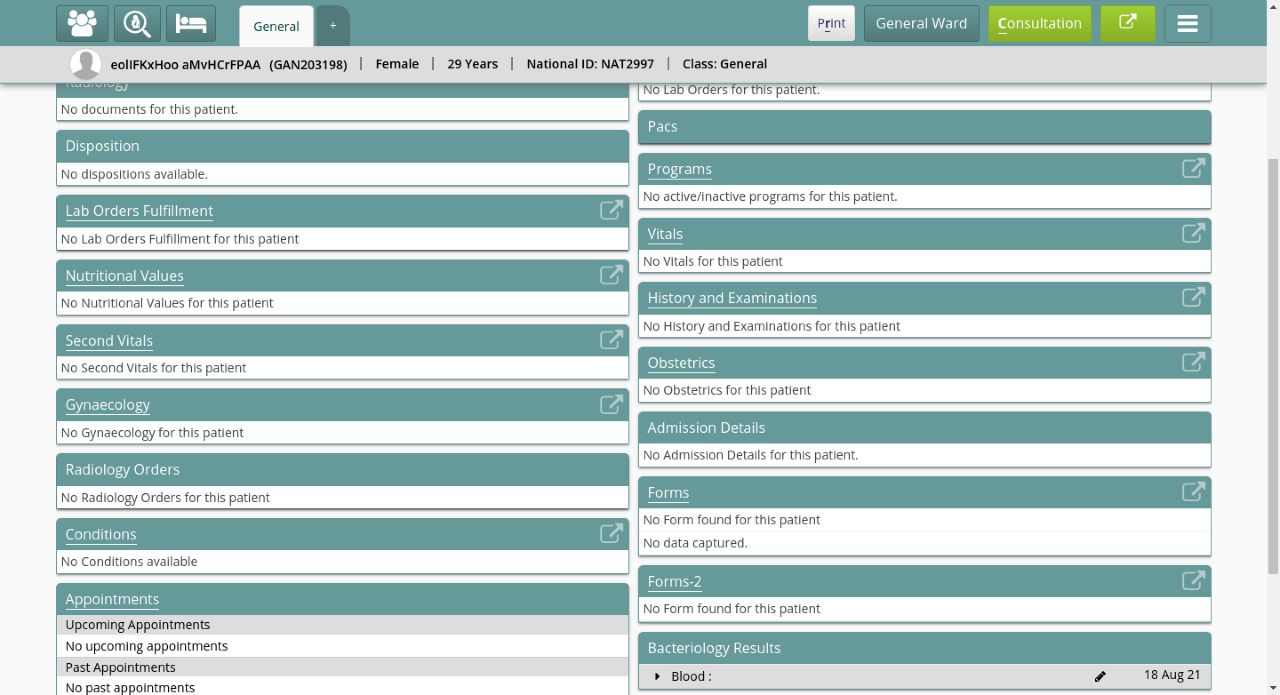 General
+
Print
General Ward
Consultation
eolIFKxHoo aMvHCrFPAA (GAN203198) | Female | 29 Years | National ID: NAT2997 | Class: General
Radiology
No documents for this patient.
Disposition
No dispositions available.
Lab Orders Fulfillment
No Lab Orders Fulfillment for this patient
Nutritional Values
No Nutritional Values for this patient
Second Vitals
No Second Vitals for this patient
Gynaecology
No Gynaecology for this patient
Radiology Orders
No Radiology Orders for this patient
Conditions
No Conditions available
Appointments
Upcoming Appointments
No upcoming appointments
Past Appointments
No past appointments
No Lab Orders for this patient.
Pacs
Programs
No active/inactive programs for this patient.
Vitals
No Vitals for this patient
History and Examinations
No History and Examinations for this patient
Obstetrics
No Obstetrics for this patient
Admission Details
No Admission Details for this patient.
Forms
No Form found for this patient
No data captured.
Forms-2
No Form found for this patient
Bacteriology Results
Blood : 18 Aug 21